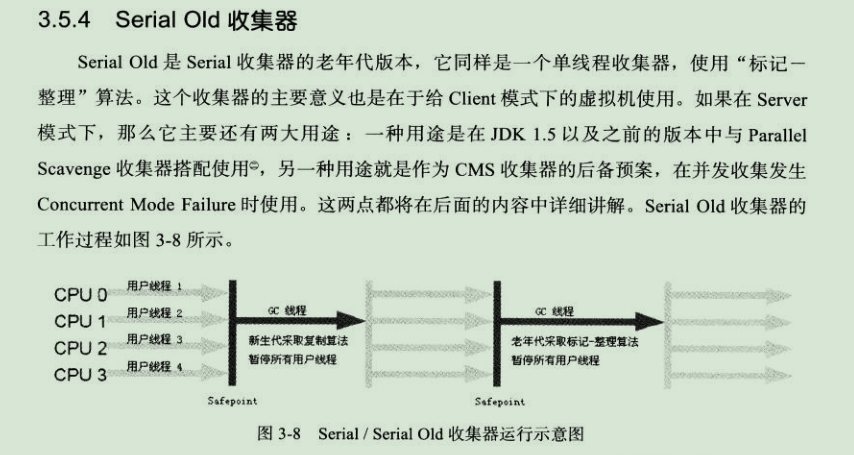 3.5.4 Serial Old 收集器
Serial Old 是 Serial 收集器的老年代版本，它同样是一个单线程收集器，使用“标记－
整理”算法。这个收集器的主要意义也是在于给 Client 模式下的虚拟机使用。如果在 Server
模式下，那么它主要还有两大用途：一种用途是在 JDK 1.5 以及之前的版本中与 Parallel
Scavenge 收集器搭配使用㊀，另一种用途就是作为 CMS 收集器的后备预案，在并发收集发生
Concurrent Mode Failure 时使用。这两点都将在后面的内容中详细讲解。Serial Old 收集器的
工作过程如图 3-8 所示。
CPU 0 用户线程 1
CPU 1 用户线程 2
CPU 2 用户线程 3
CPU 3 用户线程 4
GC 线程
新生代采取复制算法
暂停所有用户线程
Safepoint
GC 线程
老年代采取标记-整理算法
暂停所有用户线程
Safepoint
图 3-8 Serial / Serial Old 收集器运行示意图